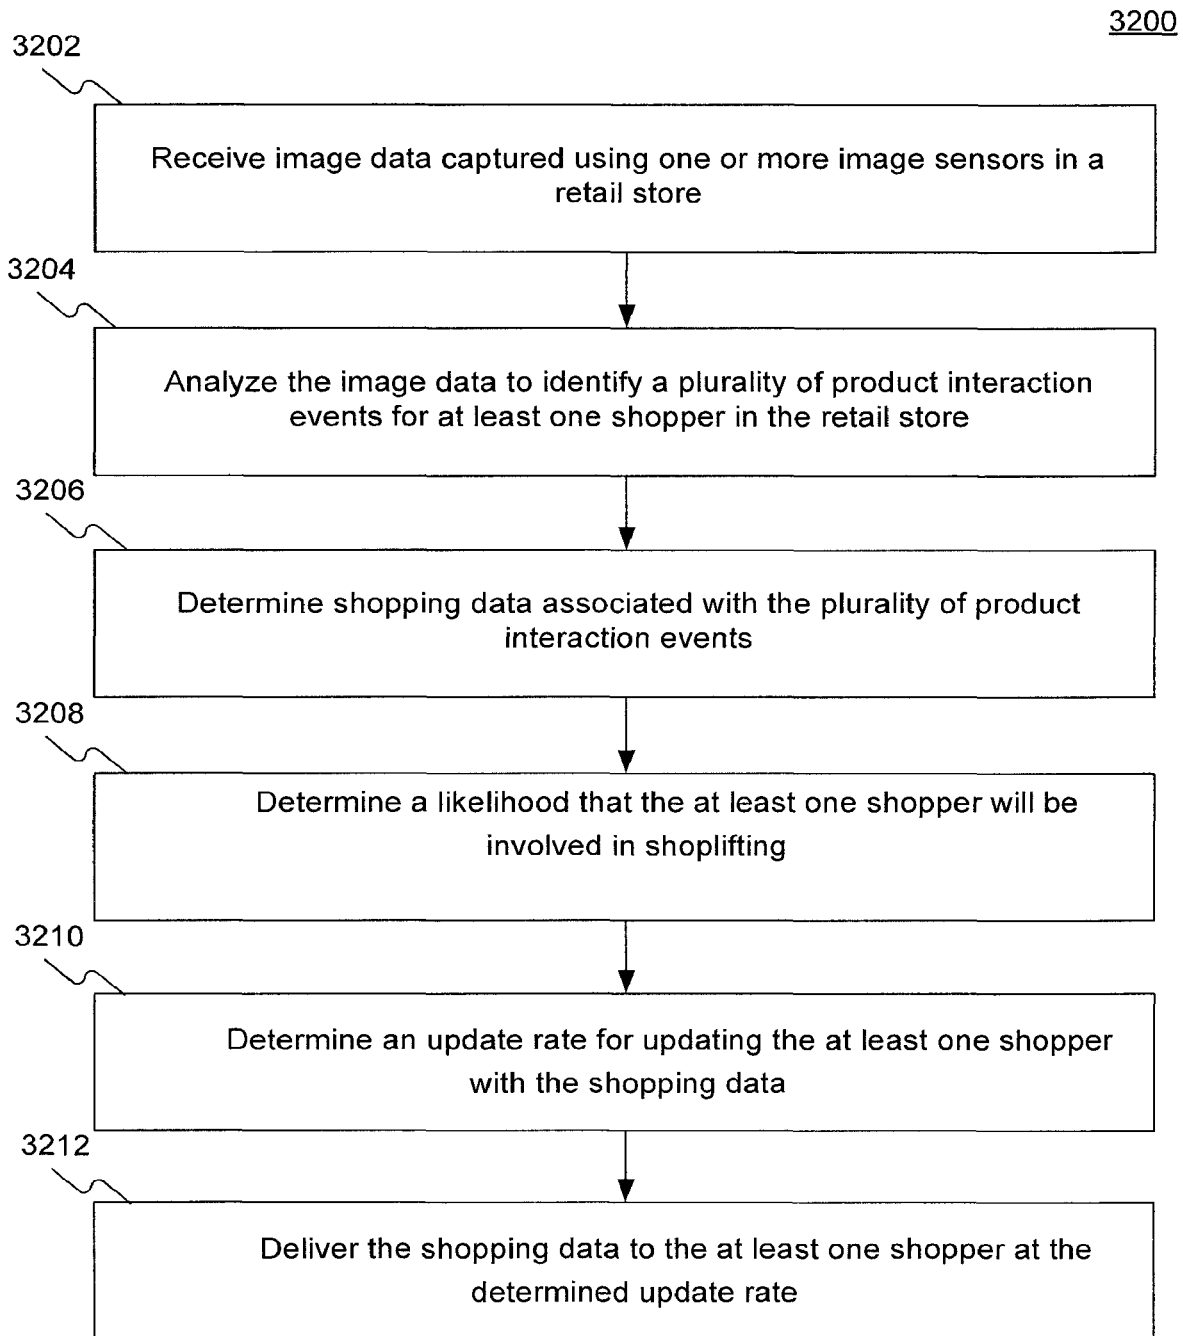 3200
3202
Receive image data captured using one or more image sensors in a
retail store
3204
Analyze the image data to identify a plurality of product interaction
events for at least one shopper in the retail store
3206
Determine shopping data associated with the plurality of product
interaction events
3208
Determine a likelihood that the at least one shopper will be
involved in shoplifting
3210
Determine an update rate for updating the at least one shopper
with the shopping data
3212
Deliver the shopping data to the at least one shopper at the
determined update rate